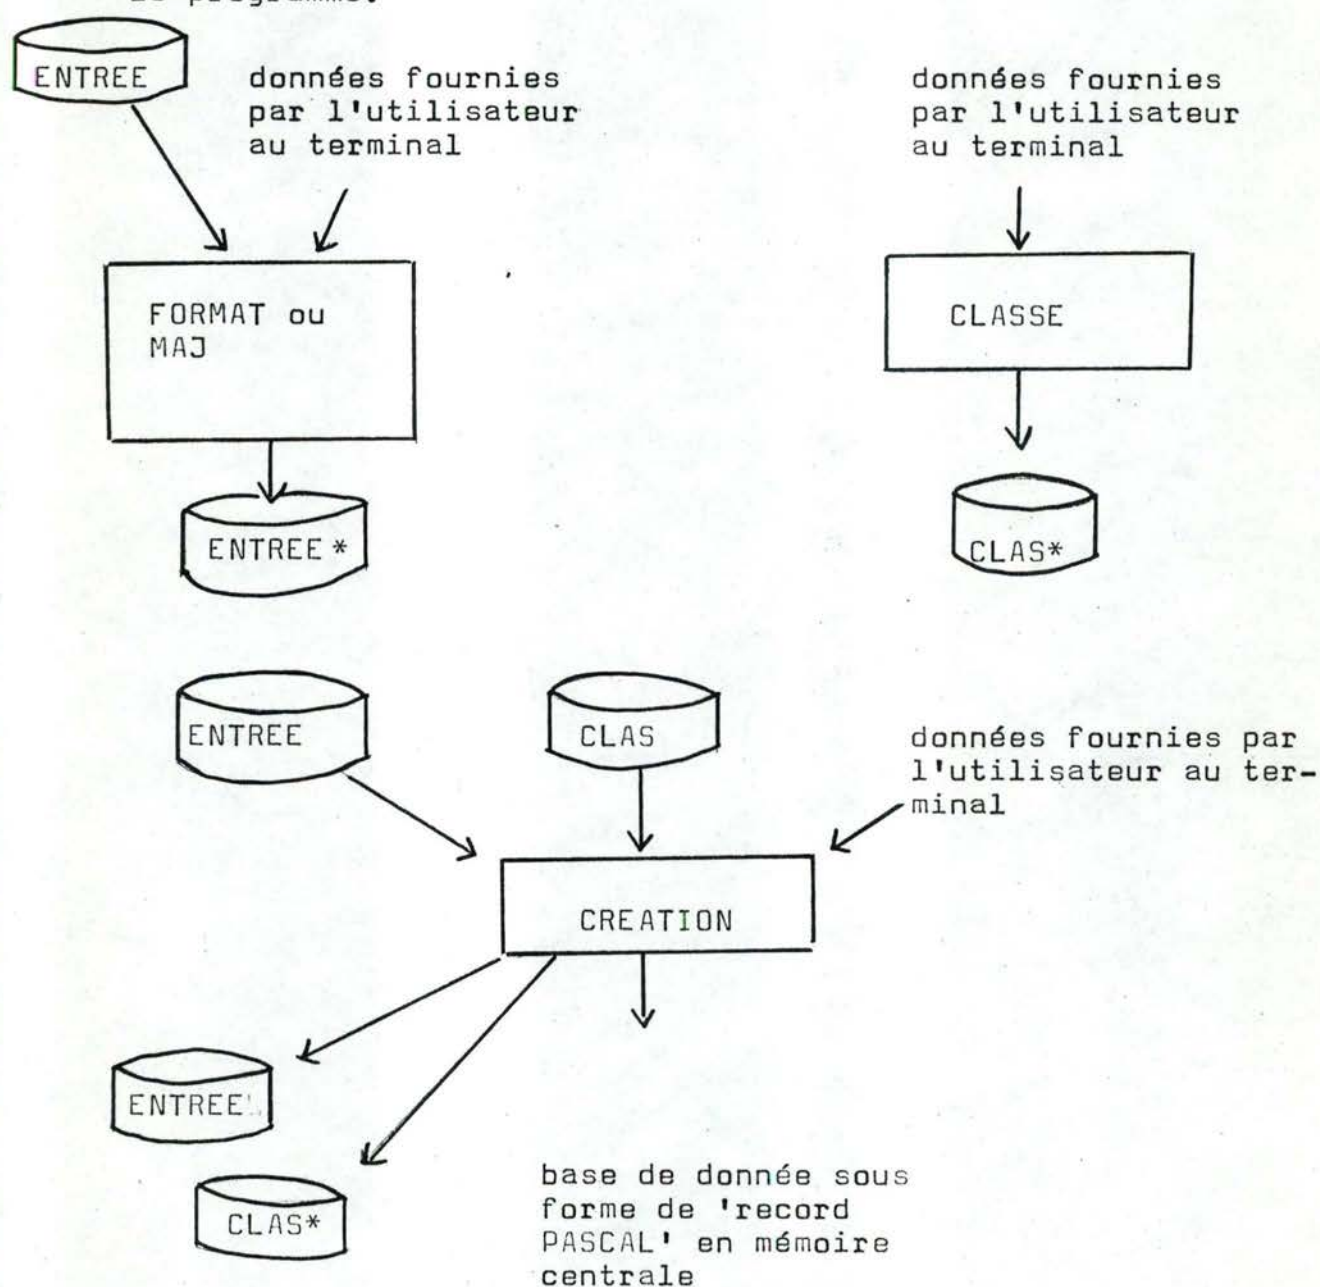 le programme.
ENTREE
données fournies
par l'utilisateur
au terminal
données fournies
par l'utilisateur
au terminal
FORMAT ou
MAJ
CLASSE
ENTREE *
CLAS*
ENTREE
CLAS
données fournies par
l'utilisateur au ter-
minal
CREATION
ENTREE
CLAS*
base de donnée sous
forme de 'record
PASCAL' en mémoire
centrale